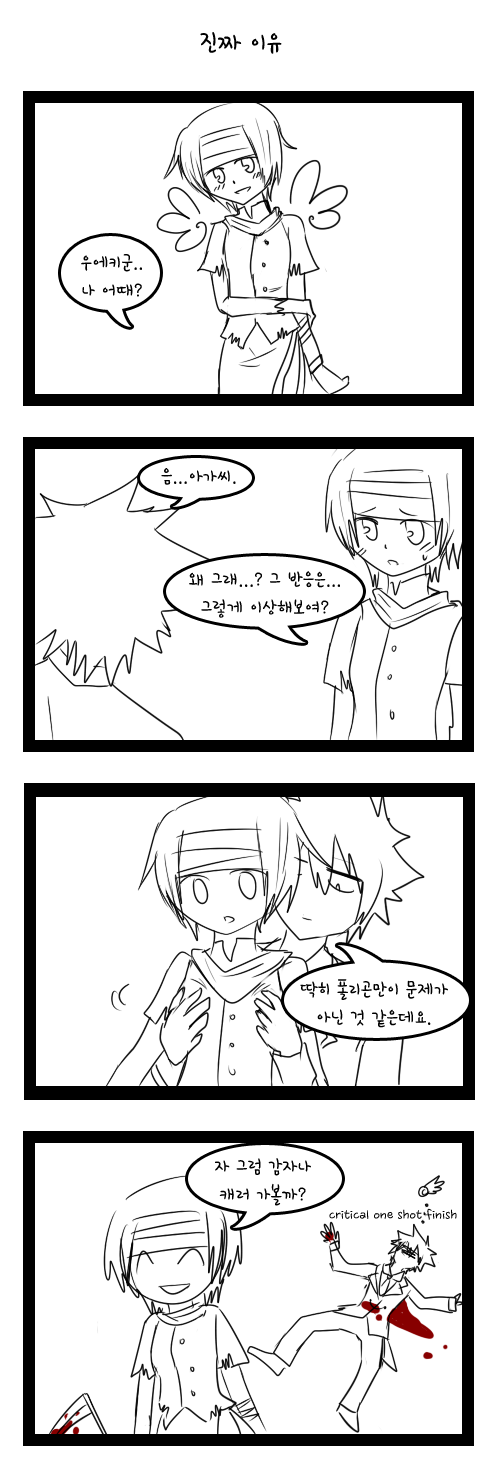 진짜 이유
우에키군..
나 어때?
음...아가씨.
왜 그래...? 그 반응은...
그렇게 이상해보여?
딱히 폴리곤만이 문제가
아닌 것 같은데요.
자 그럼 감자나
캐러 가볼까?
critical one shot finish